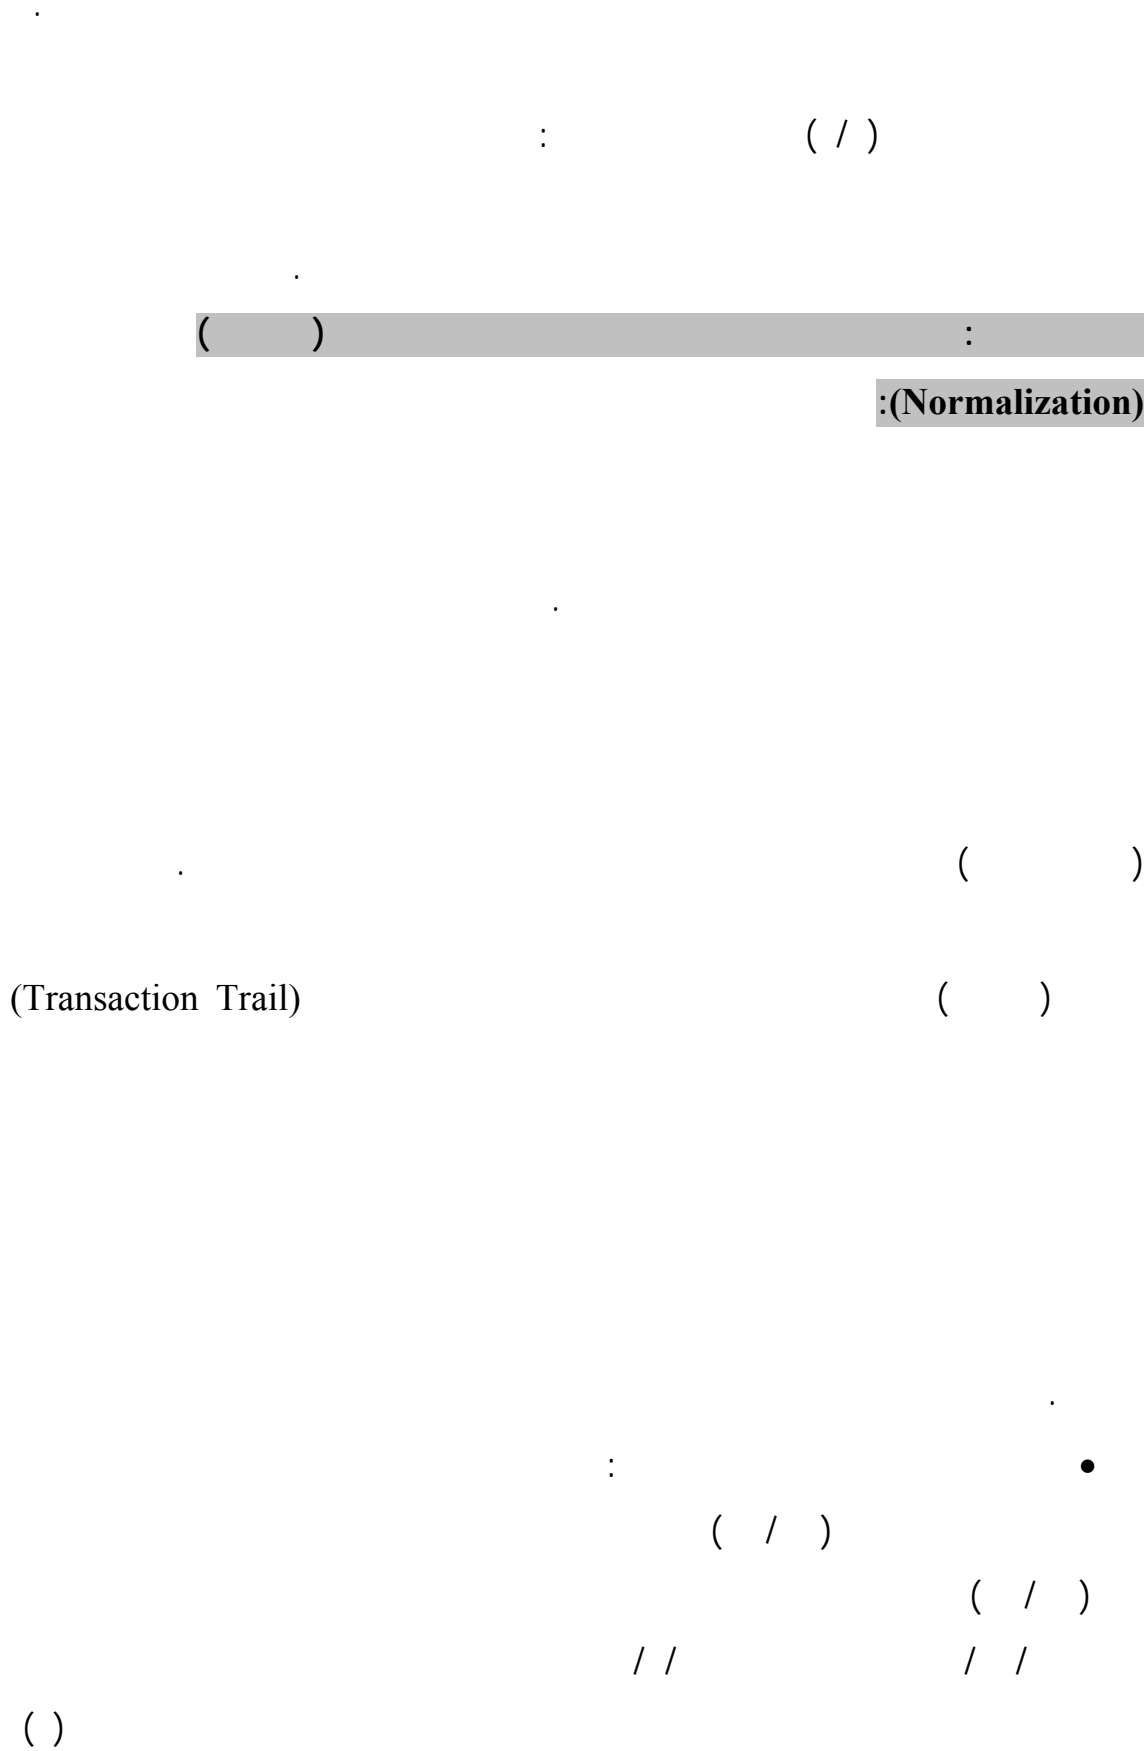 .
( / ) :
.
: ( )
(Normalization):
.
( ) .
( ) (Transaction Trail)
.
• :
( / )
( / )
/ / / /
( )